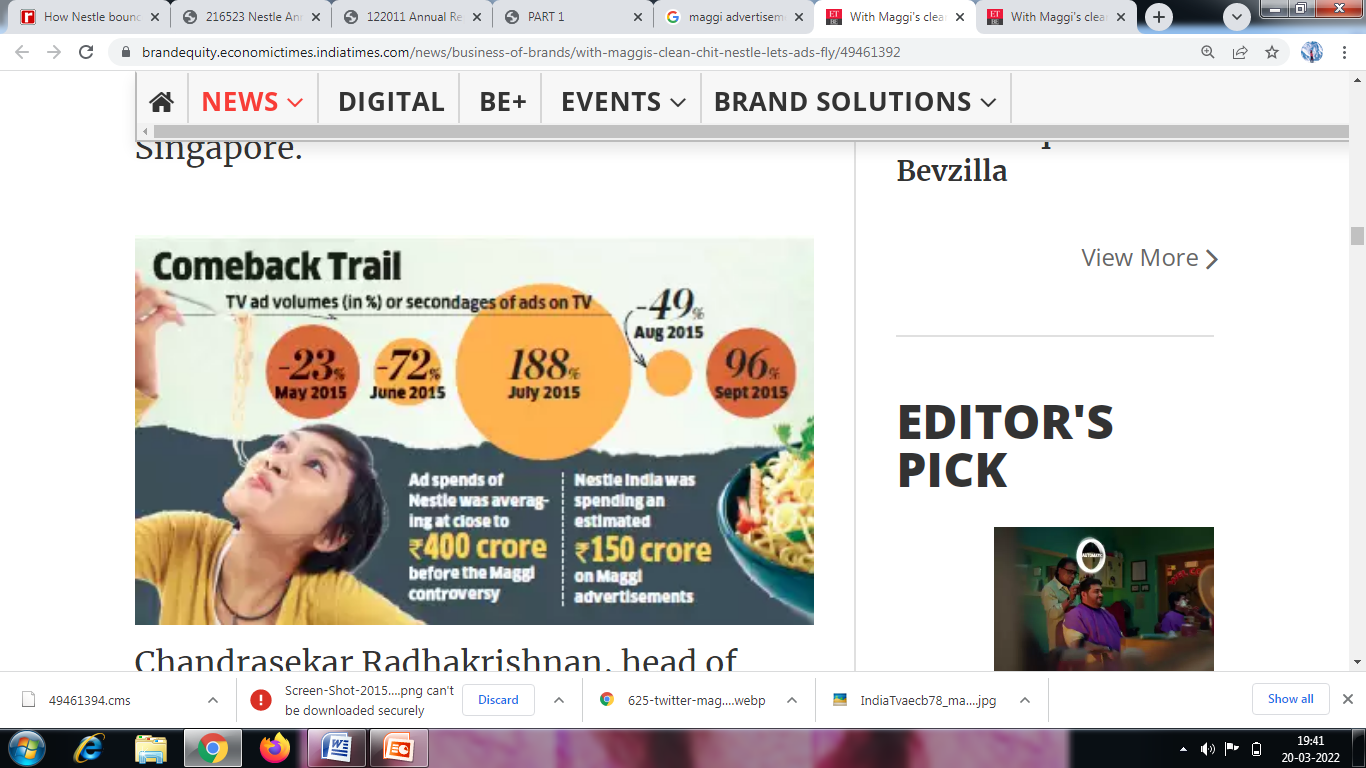 How Nestle bounc
216523 Nestle Ann
122011 Annual Re
PART 1
maggi advertisem
With Maggi's clean
With Maggi's clean
brandequity.economictimes.indiatimes.com/news/business-of-brands/with-maggis-clean-chit-nestle-lets-ads-fly/49461392
NEWS DIGITAL BE+ EVENTS BRAND SOLUTIONS
Singapore.
Bevzilla
View More
Comeback Trail
TV ad volumes (in %) or secondages of ads on TV
-23%
May 2015
-72%
June 2015
188%
July 2015
-49%
Aug 2015
96%
Sept 2015
Ad spends of
Nestle was averag-
ing at close to
₹400 crore
before the Maggi
controversy
Nestle India was
spending an
estimated
₹150 crore
on Maggi
advertisements
EDITOR'S
PICK
Chandrasekar Radhakrishnan, head of
49461394.cms
Screen-Shot-2015....png can't
be downloaded securely
Discard
625-twitter-mag....webp
IndiaTvaecb78_ma....jpg
Show all
19:41
20-03-2022